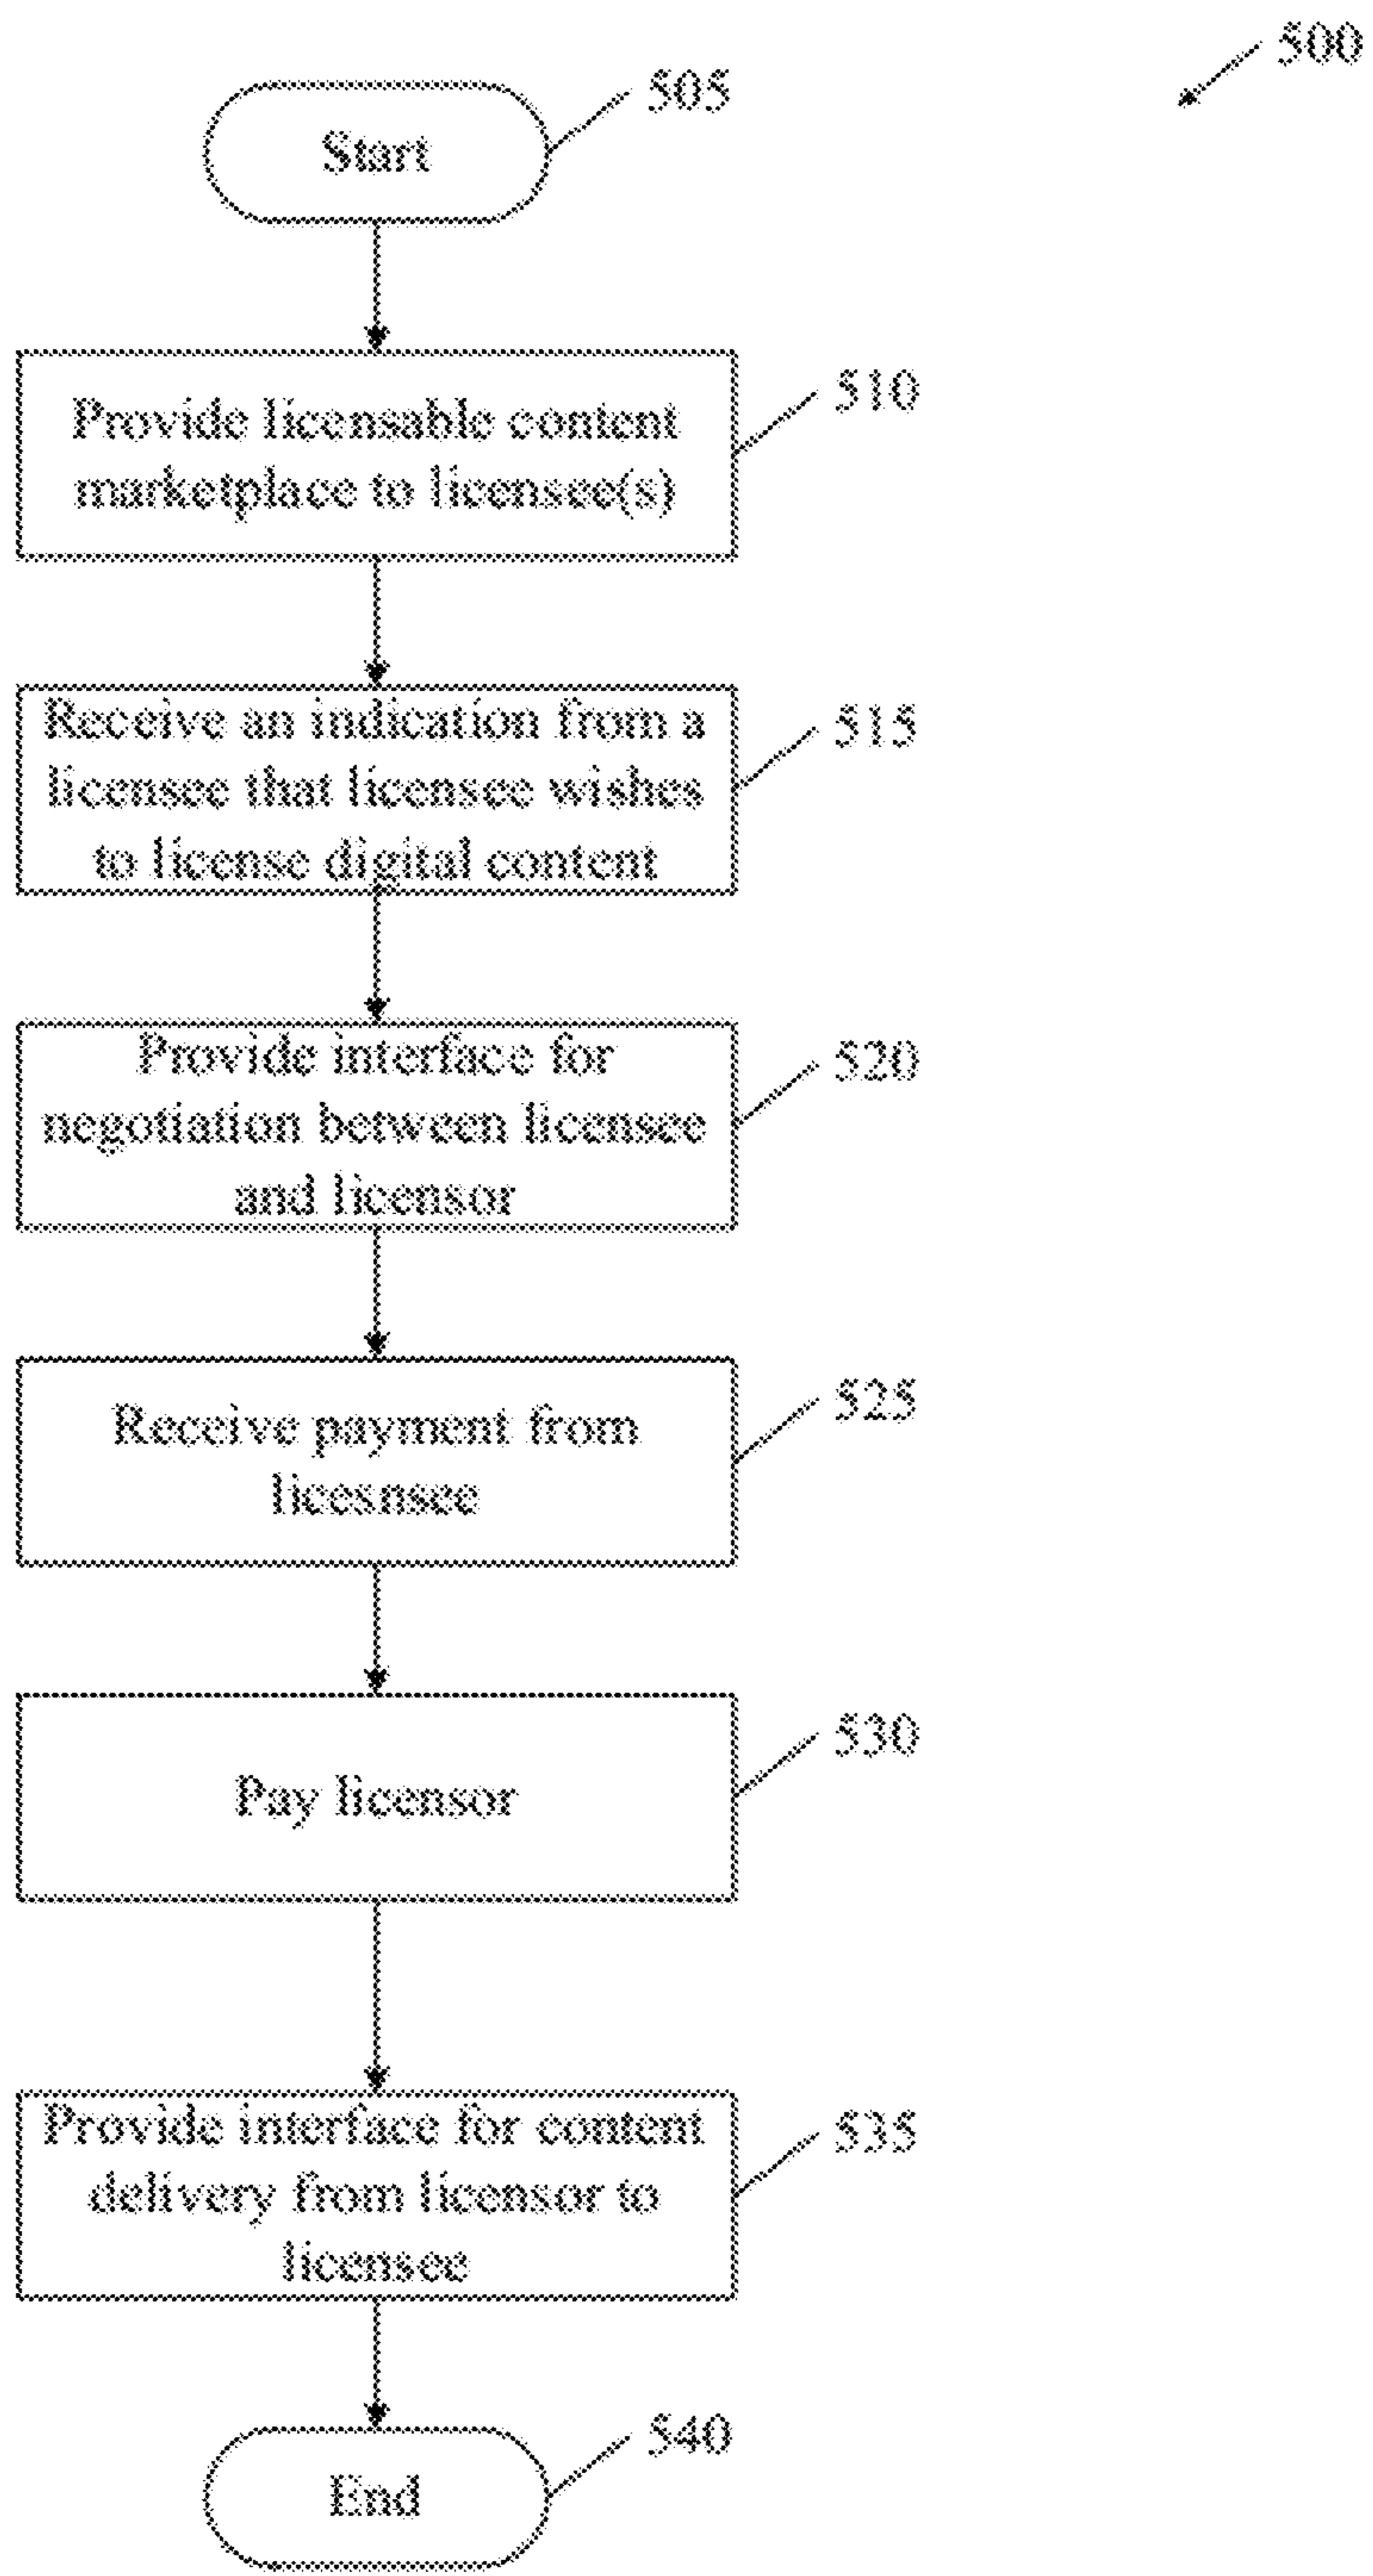 500
505
Start
510
Provide licensable content
marketplace to licensee(s)
515
Receive an indication from a
licensee that licensee wishes
to license digital content
520
Provide interface for
negotiation between licensee
and licensor
525
Receive payment from
licesnsee
530
Pay licensor
535
Provide interface for content
delivery from licensor to
licensee
540
End